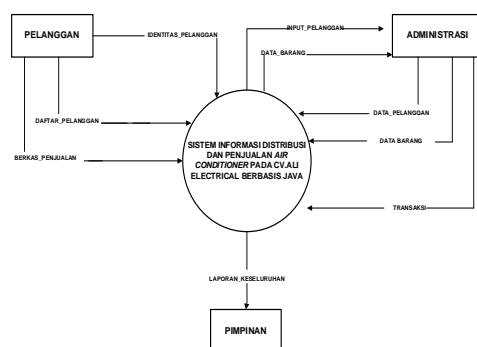 PELANGGAN
IDENTITAS_PELANGGAN
INPUT_PELANGGAN
ADMINISTRASI
DATA_BARANG
DAFTAR_PELANGGAN
DATA_PELANGGAN
BERKAS_PENJUALAN
DATA BARANG
SISTEM INFORMASI DISTRIBUSI
DAN PENJUALAN AIR
CONDITIONER PADA CV.ALI
ELECTRICAL BERBASIS JAVA
TRANSAKSI
LAPORAN_KESELURUHAN
PIMPINAN